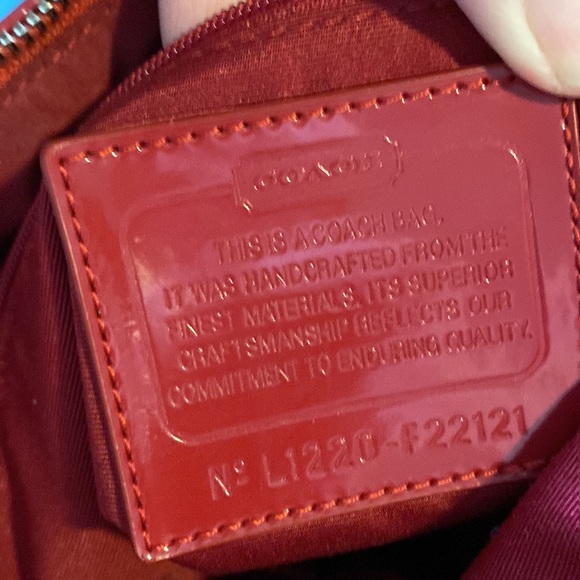 COACH
THIS IS A COACH BAG.
IT WAS HANDCRAFTED FROM THE
FINEST MATERIALS. ITS SUPERIOR
CRAFTSMANSHIP REFLECTS OUR
COMMITMENT TO ENDURING QUALITY.
Nº L1220-F22121